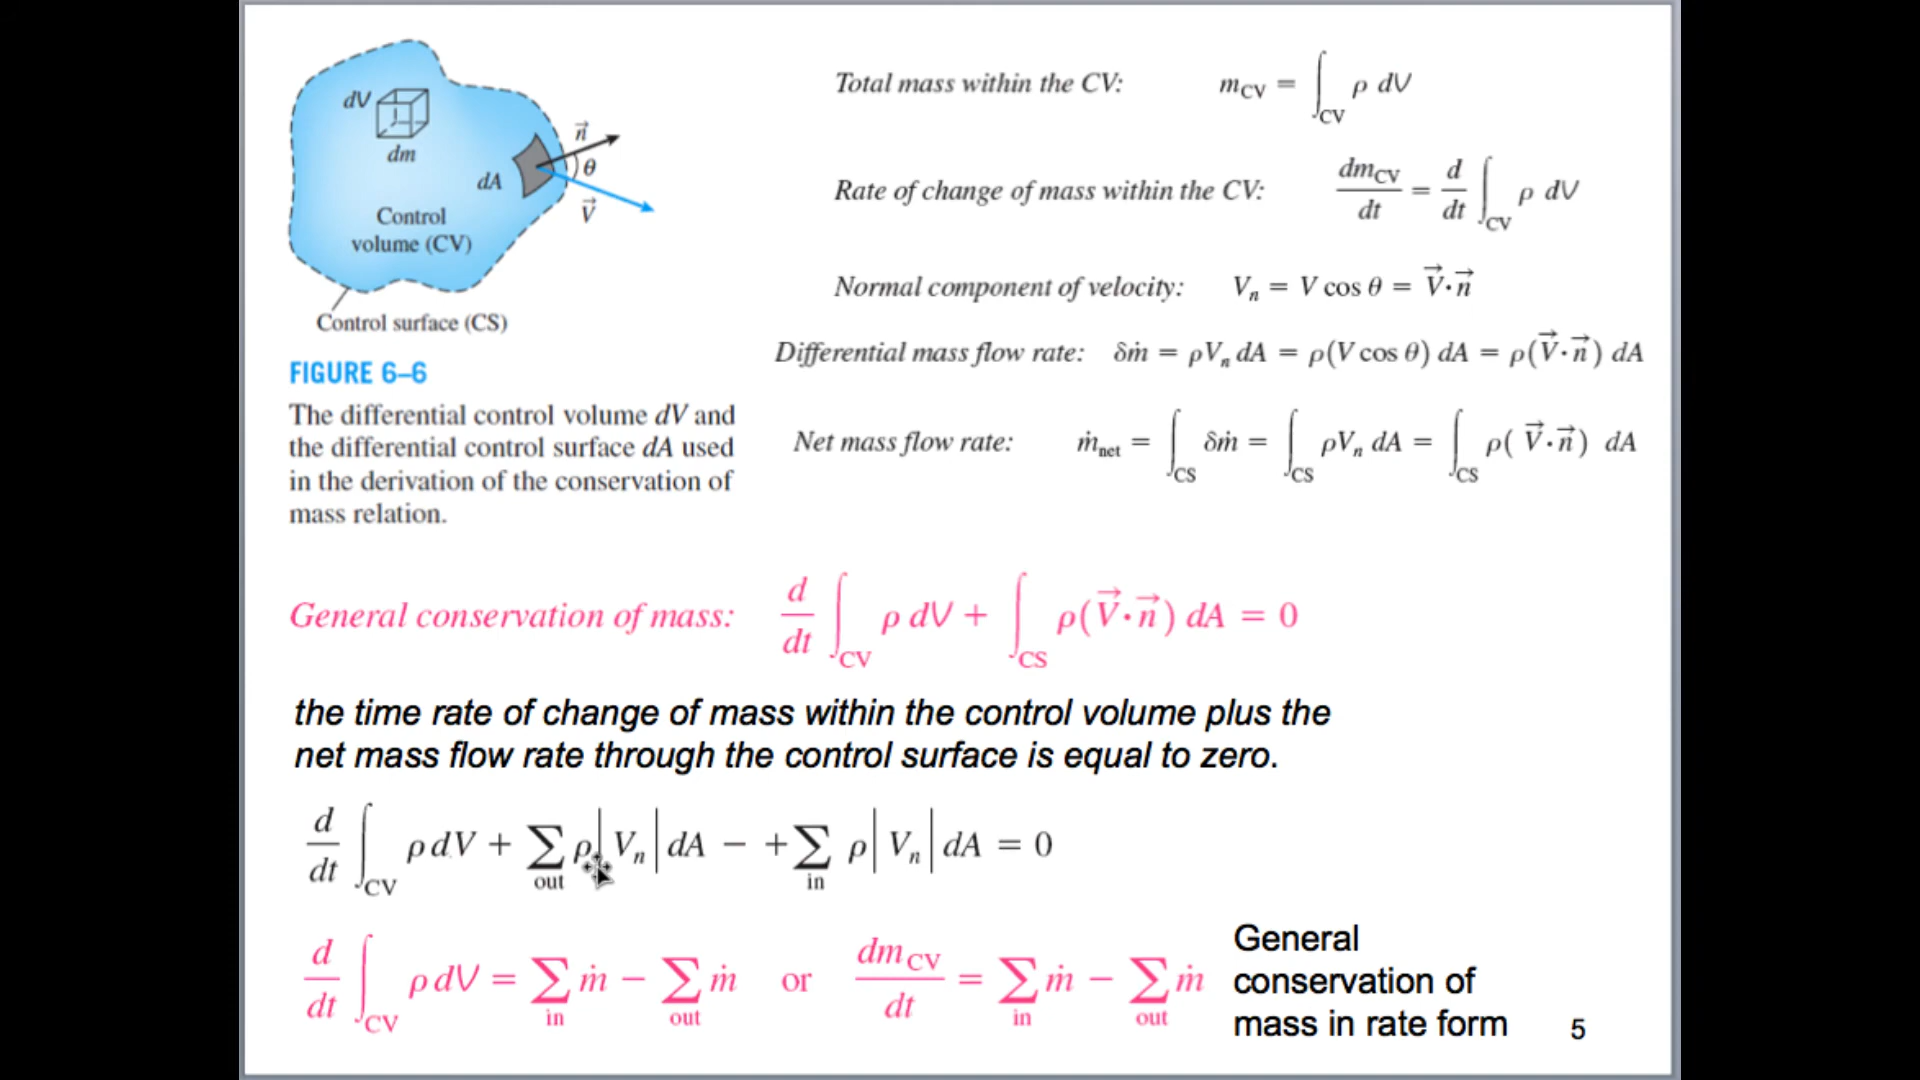 dV
dm
dA
n⃗
θ
V⃗
Control
volume (CV)
Control surface (CS)
FIGURE 6–6
The differential control volume dV and
the differential control surface dA used
in the derivation of the conservation of
mass relation.
Total mass within the CV: m_CV = ∫_CV ρ dV
Rate of change of mass within the CV: dm_CV/dt = d/dt ∫_CV ρ dV
Normal component of velocity: V_n = V cos θ = V⃗·n⃗
Differential mass flow rate: δṁ = ρV_n dA = ρ(V cos θ) dA = ρ(V⃗·n⃗) dA
Net mass flow rate: ṁ_net = ∫_CS δṁ = ∫_CS ρV_n dA = ∫_CS ρ( V⃗·n⃗) dA
General conservation of mass: d/dt ∫_CV ρ dV + ∫_CS ρ(V⃗·n⃗) dA = 0
the time rate of change of mass within the control volume plus the
net mass flow rate through the control surface is equal to zero.
d/dt ∫_CV ρ dV + ∑_out ρ|V_n| dA − +∑_in ρ|V_n| dA = 0
d/dt ∫_CV ρ dV = ∑_in ṁ − ∑_out ṁ or dm_CV/dt = ∑_in ṁ − ∑_out ṁ
General
conservation of
mass in rate form
5